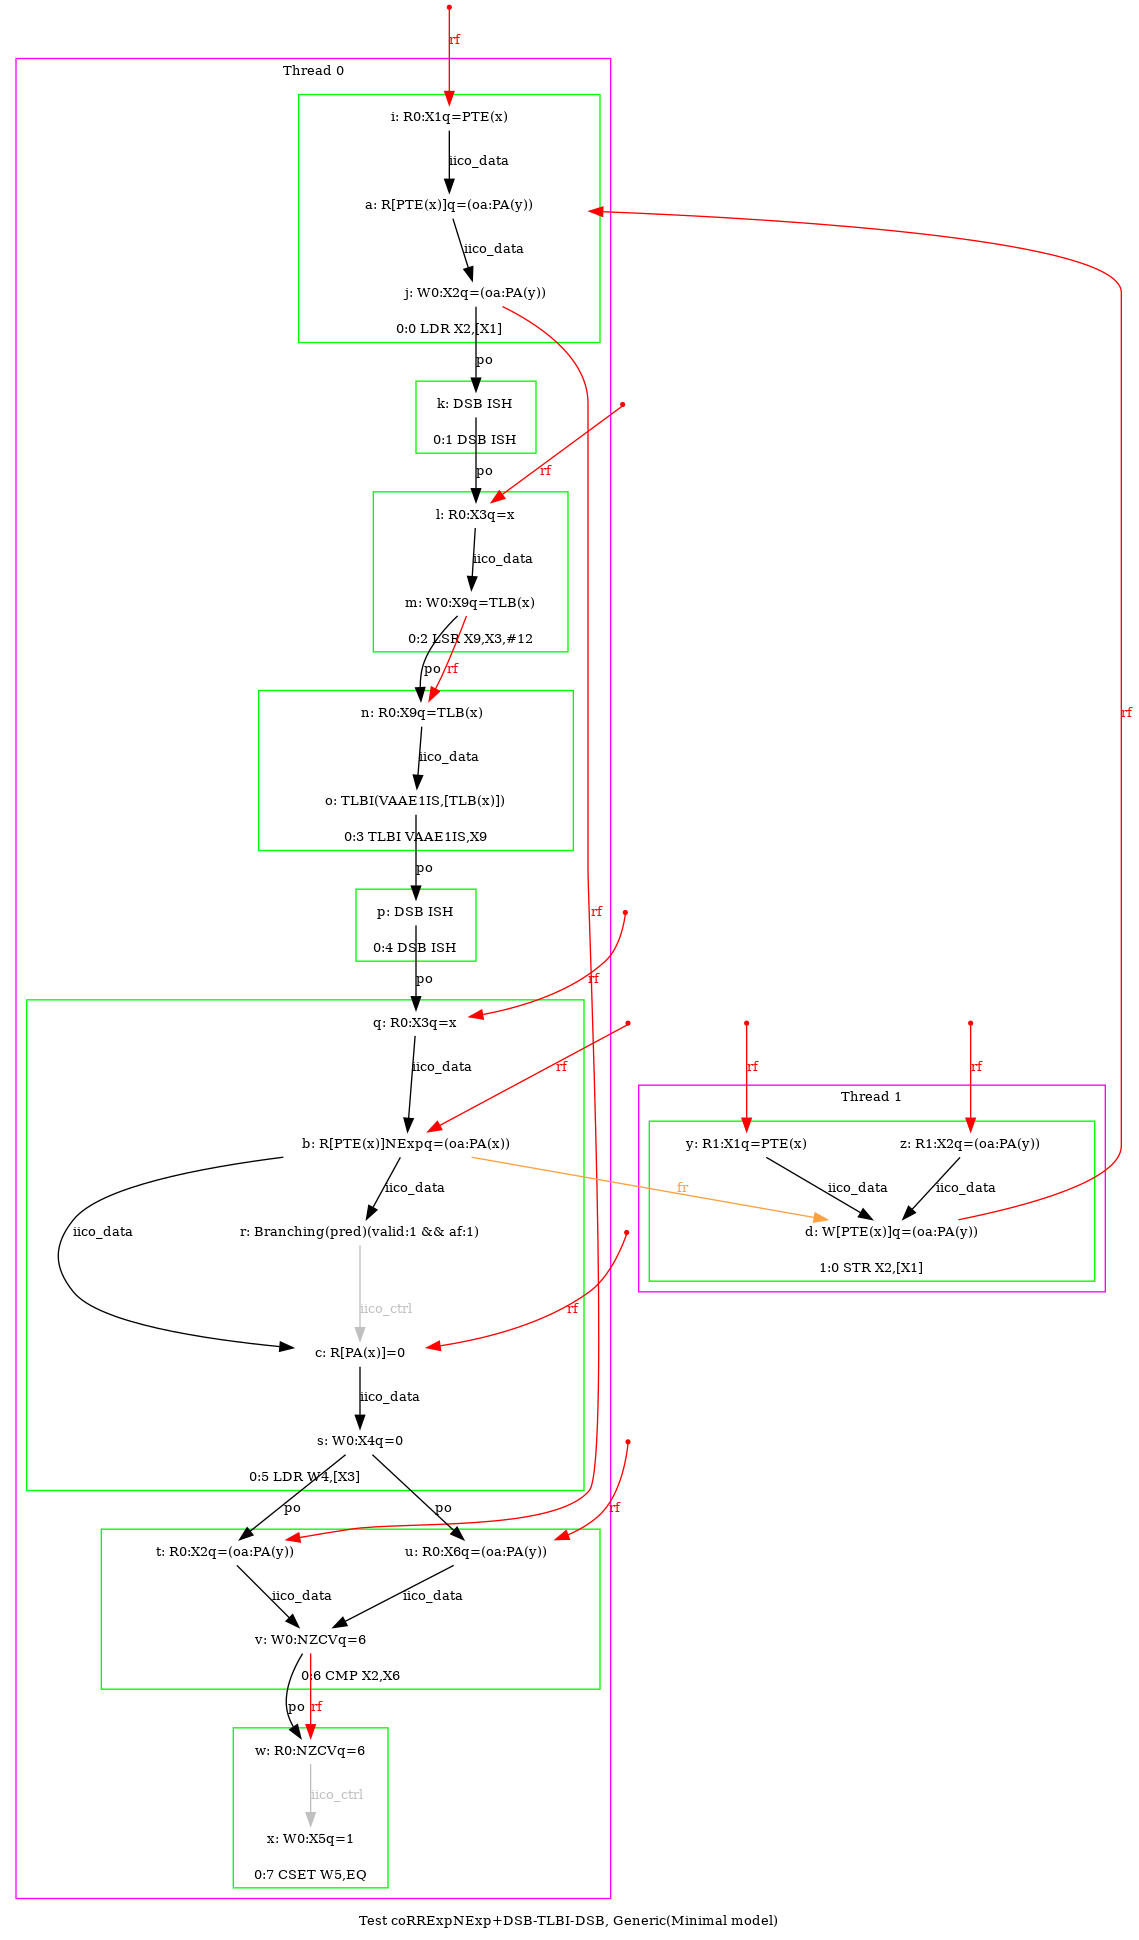 rf
Thread 0
i: R0:X1q=PTE(x)
iico_data
a: R[PTE(x)]q=(oa:PA(y))
iico_data
j: W0:X2q=(oa:PA(y))
0:0 LDR X2,[X1]
po
k: DSB ISH
0:1 DSB ISH
po
rf
l: R0:X3q=x
iico_data
m: W0:X9q=TLB(x)
0:2 LSR X9,X3,#12
po
rf
n: R0:X9q=TLB(x)
rf
iico_data
o: TLBI(VAAE1IS,[TLB(x)])
0:3 TLBI VAAE1IS,X9
po
p: DSB ISH
rf
0:4 DSB ISH
po
rf
q: R0:X3q=x
iico_data
rf
rf
rf
Thread 1
b: R[PTE(x)]NExpq=(oa:PA(x))
y: R1:X1q=PTE(x)
z: R1:X2q=(oa:PA(y))
iico_data
fr
iico_data
iico_data
iico_data
r: Branching(pred)(valid:1 && af:1)
d: W[PTE(x)]q=(oa:PA(y))
1:0 STR X2,[X1]
iico_ctrl
rf
c: R[PA(x)]=0
iico_data
s: W0:X4q=0
0:5 LDR W4,[X3]
po
po
rf
t: R0:X2q=(oa:PA(y))
u: R0:X6q=(oa:PA(y))
iico_data
iico_data
v: W0:NZCVq=6
0:6 CMP X2,X6
po
rf
w: R0:NZCVq=6
iico_ctrl
x: W0:X5q=1
0:7 CSET W5,EQ
Test coRRExpNExp+DSB-TLBI-DSB, Generic(Minimal model)